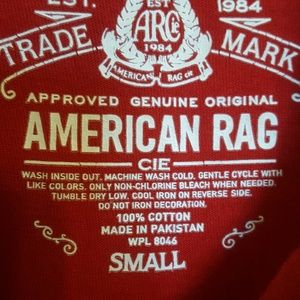 EST. 1984
EST
ARC
1984
TRADE MARK
AMERICAN RAG cie
APPROVED GENUINE ORIGINAL
AMERICAN RAG
CIE
WASH INSIDE OUT. MACHINE WASH COLD. GENTLE CYCLE WITH
LIKE COLORS. ONLY NON-CHLORINE BLEACH WHEN NEEDED.
TUMBLE DRY LOW. COOL IRON ON REVERSE SIDE.
DO NOT IRON DECORATION.
100% COTTON
MADE IN PAKISTAN
WPL 8046
SMALL